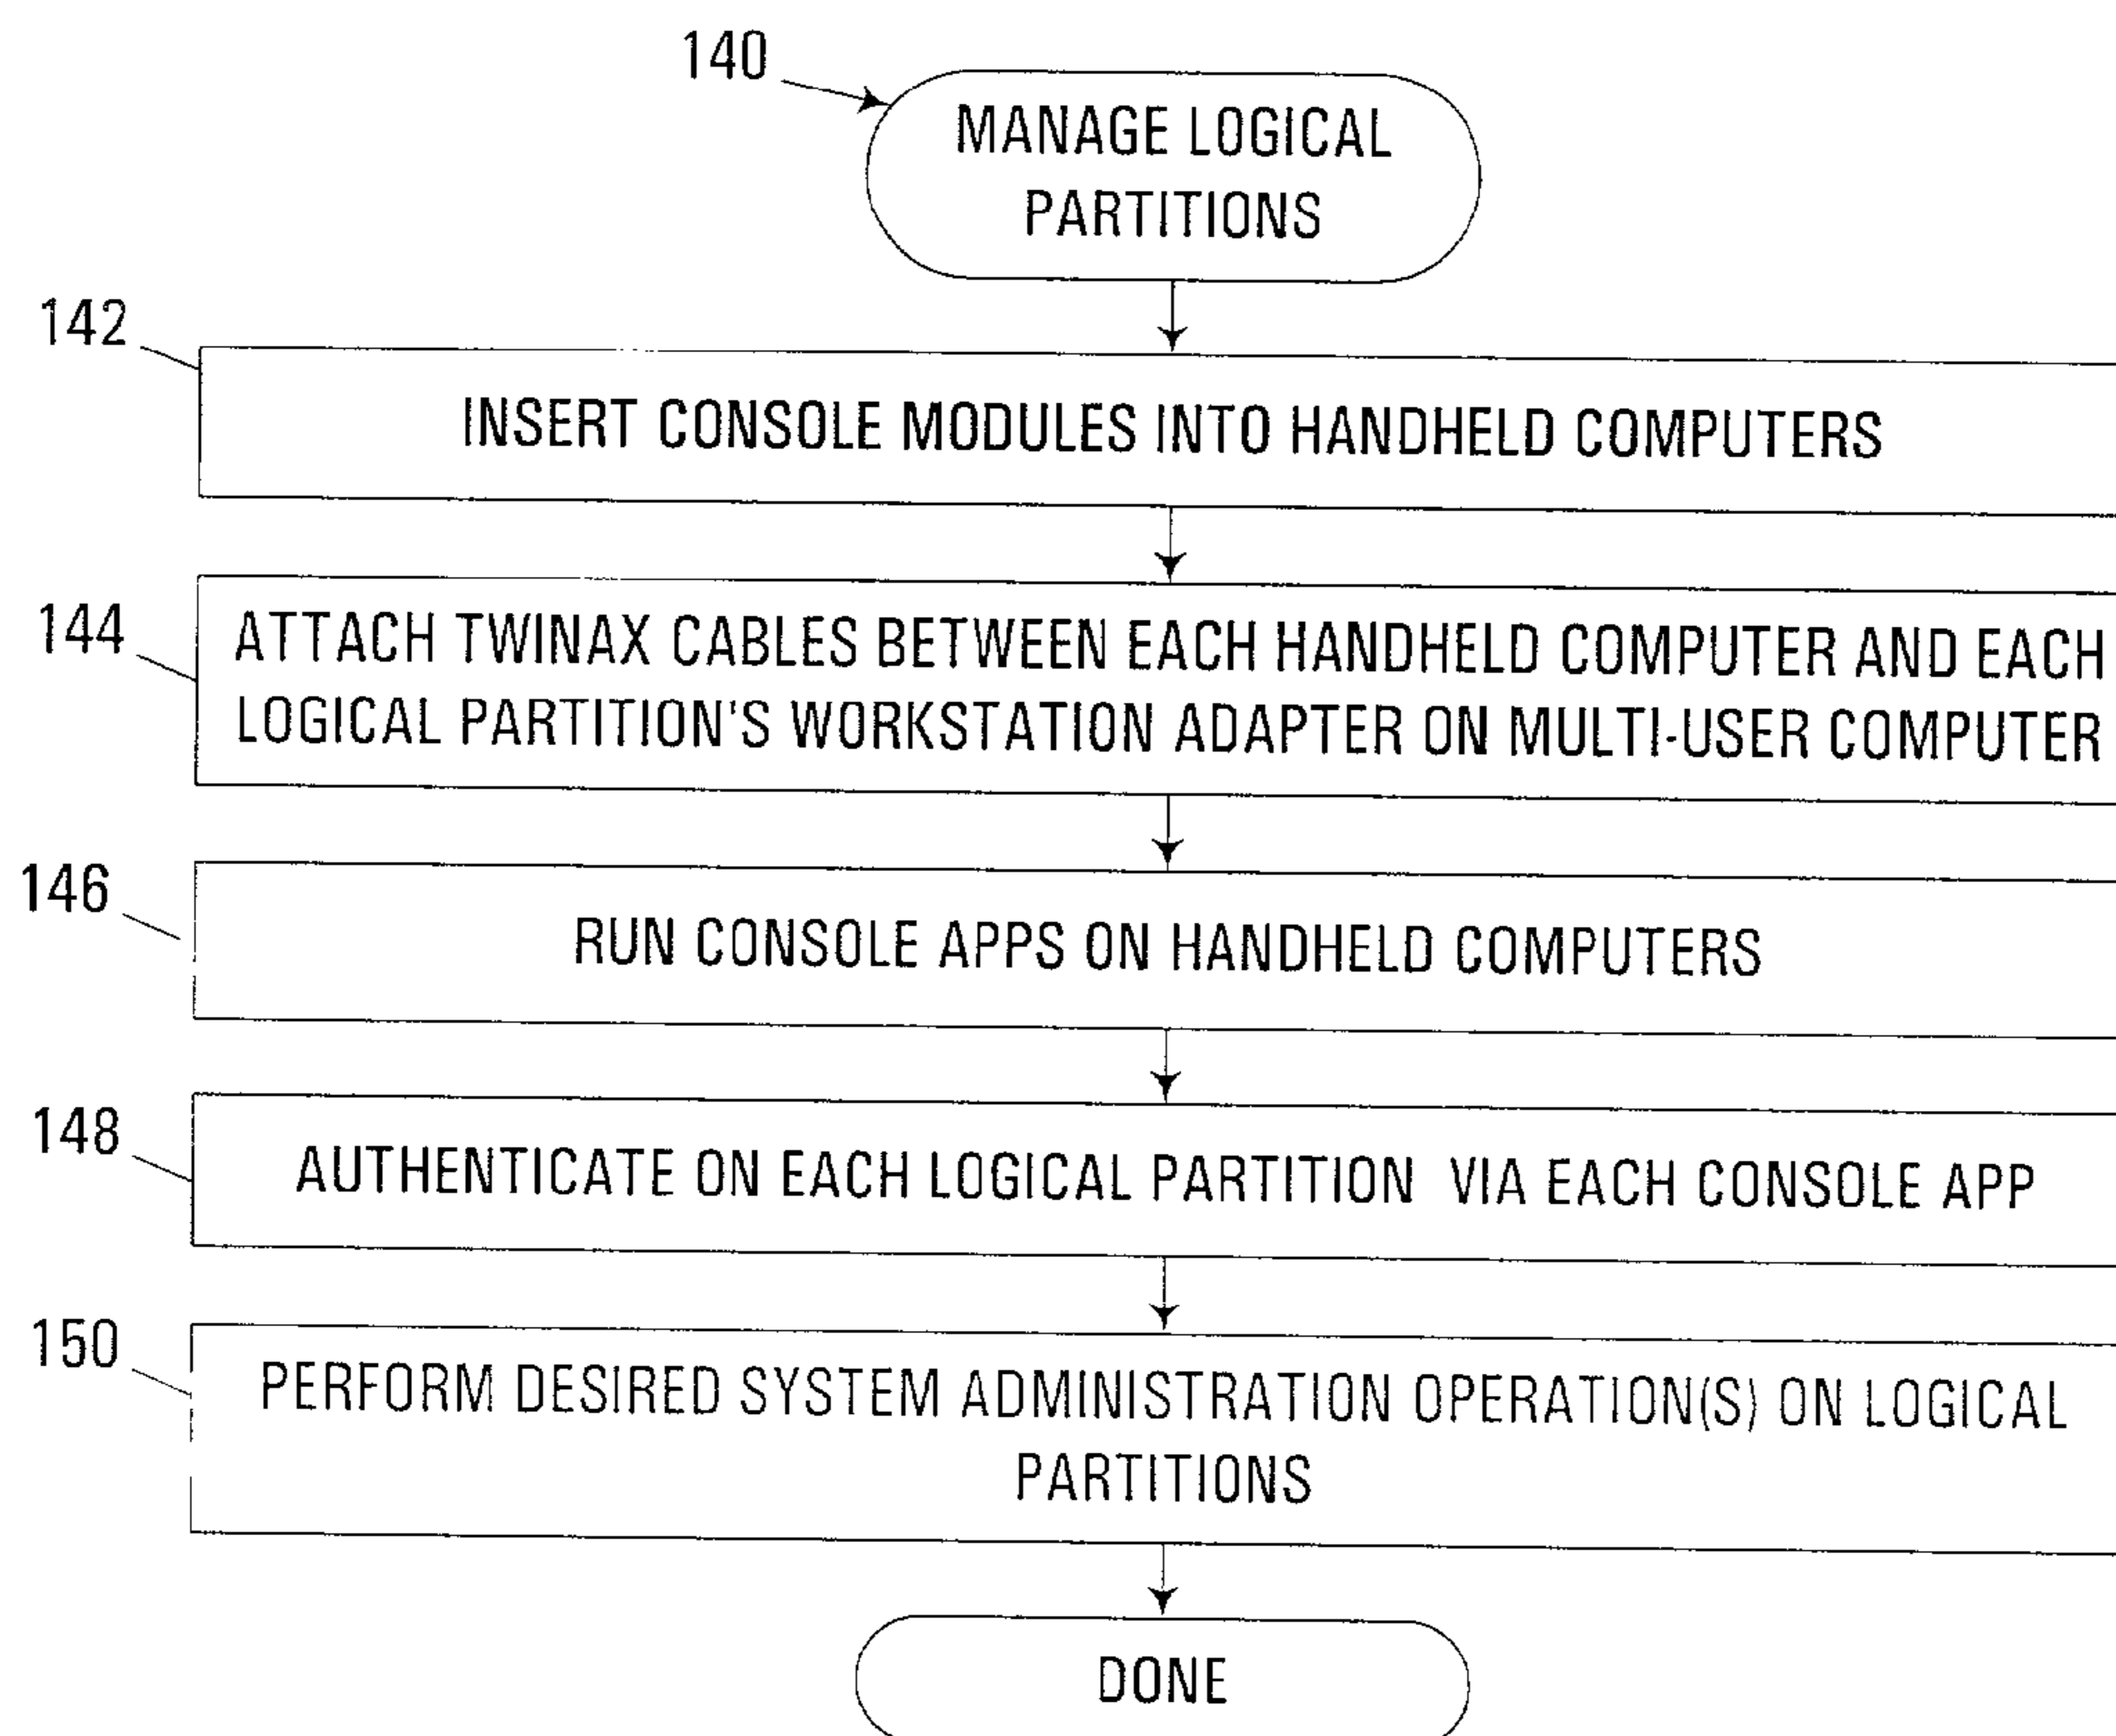 140
MANAGE LOGICAL
PARTITIONS
142
INSERT CONSOLE MODULES INTO HANDHELD COMPUTERS
144
ATTACH TWINAX CABLES BETWEEN EACH HANDHELD COMPUTER AND EACH
LOGICAL PARTITION'S WORKSTATION ADAPTER ON MULTI-USER COMPUTER
146
RUN CONSOLE APPS ON HANDHELD COMPUTERS
148
AUTHENTICATE ON EACH LOGICAL PARTITION VIA EACH CONSOLE APP
150
PERFORM DESIRED SYSTEM ADMINISTRATION OPERATION(S) ON LOGICAL
PARTITIONS
DONE